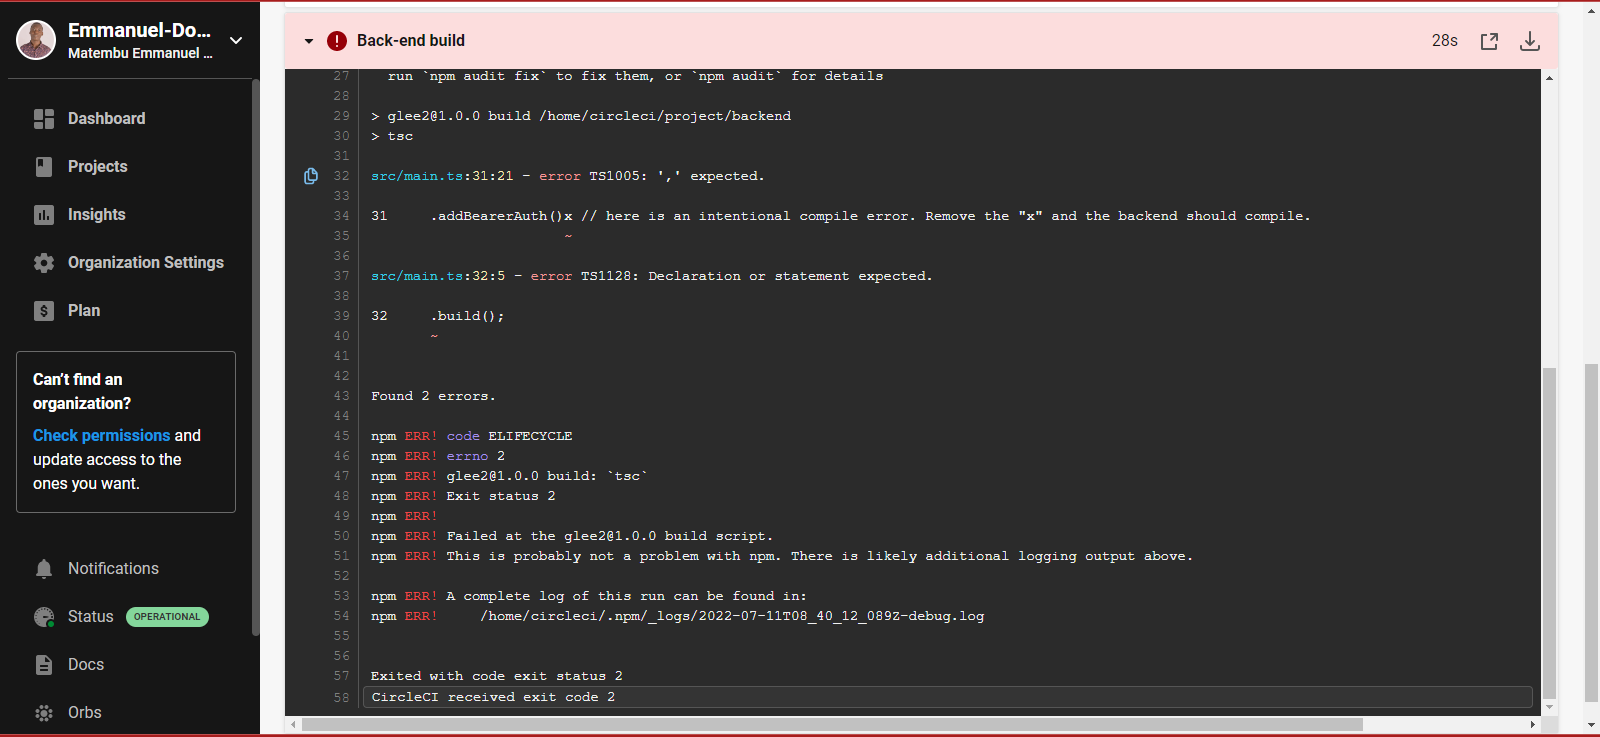 Emmanuel-Do...
Matembu Emmanuel ...
Dashboard
Projects
Insights
Organization Settings
Plan
Can't find an
organization?
Check permissions and
update access to the
ones you want.
Notifications
Status OPERATIONAL
Docs
Orbs
Back-end build 28s
27 run `npm audit fix` to fix them, or `npm audit` for details
28
29 > glee2@1.0.0 build /home/circleci/project/backend
30 > tsc
31
32 src/main.ts:31:21 - error TS1005: ',' expected.
33
34 31 .addBearerAuth()x // here is an intentional compile error. Remove the "x" and the backend should compile.
35 ~
36
37 src/main.ts:32:5 - error TS1128: Declaration or statement expected.
38
39 32 .build();
40 ~
41
42
43 Found 2 errors.
44
45 npm ERR! code ELIFECYCLE
46 npm ERR! errno 2
47 npm ERR! glee2@1.0.0 build: `tsc`
48 npm ERR! Exit status 2
49 npm ERR!
50 npm ERR! Failed at the glee2@1.0.0 build script.
51 npm ERR! This is probably not a problem with npm. There is likely additional logging output above.
52
53 npm ERR! A complete log of this run can be found in:
54 npm ERR! /home/circleci/.npm/_logs/2022-07-11T08_40_12_089Z-debug.log
55
56
57 Exited with code exit status 2
58 CircleCI received exit code 2